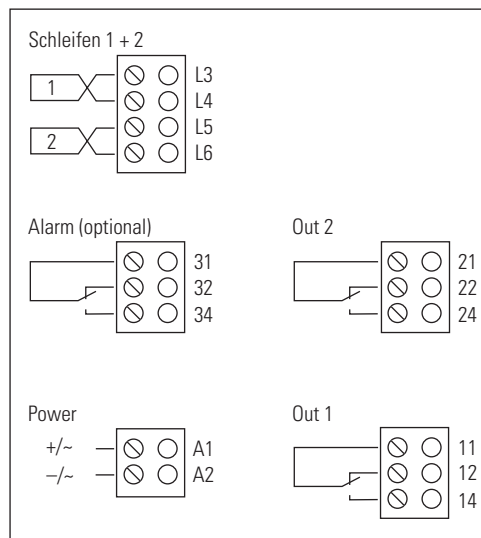 Schleifen 1 + 2
1
L3
L4
2
L5
L6
Alarm (optional)
31
32
34
Out 2
21
22
24
Power
+/~
A1
–/~
A2
Out 1
11
12
14